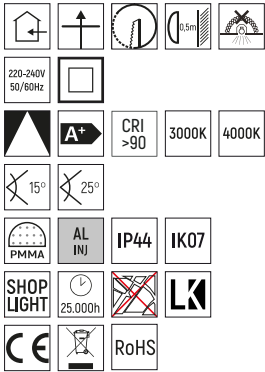 0,5m
220-240V
50/60Hz
A+
CRI
>90
3000K
4000K
15°
25°
PMMA
AL
INJ
IP44
IK07
SHOP
LIGHT
25.000h
LK
CE
RoHS